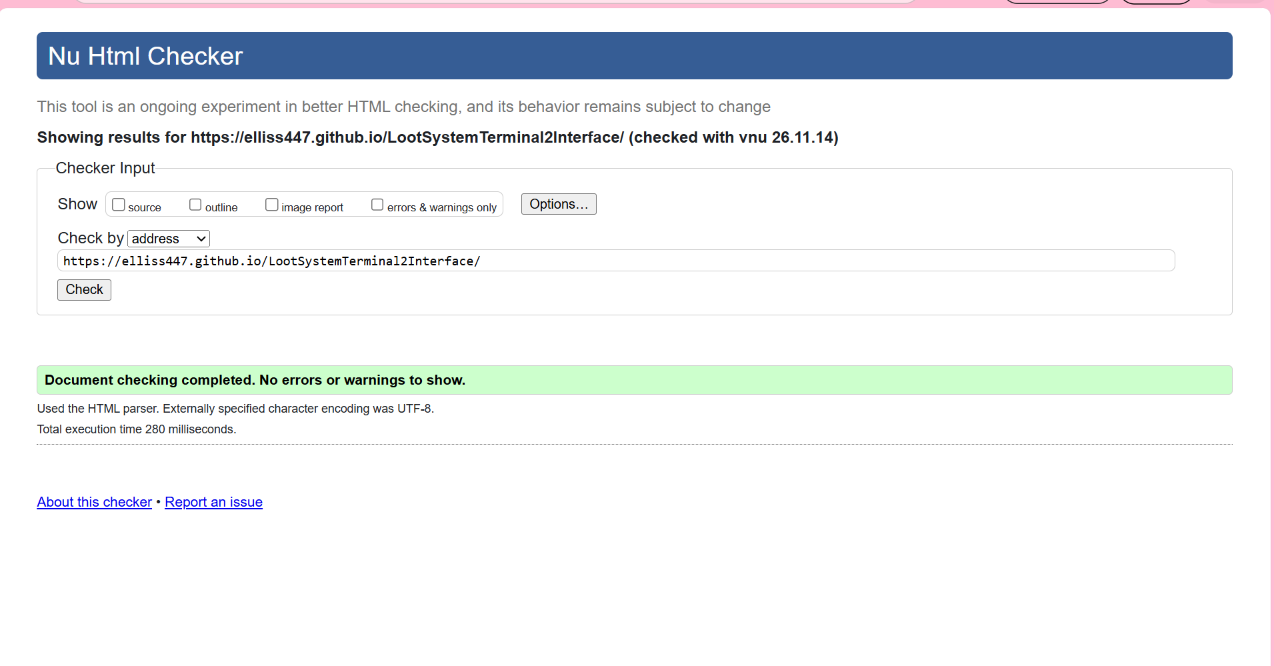 Nu Html Checker
This tool is an ongoing experiment in better HTML checking, and its behavior remains subject to change
Showing results for https://elliss447.github.io/LootSystemTerminal2Interface/ (checked with vnu 26.11.14)
Checker Input
Show source outline image report errors & warnings only Options...
Check by address
https://elliss447.github.io/LootSystemTerminal2Interface/
Check
Document checking completed. No errors or warnings to show.
Used the HTML parser. Externally specified character encoding was UTF-8.
Total execution time 280 milliseconds.
About this checker • Report an issue